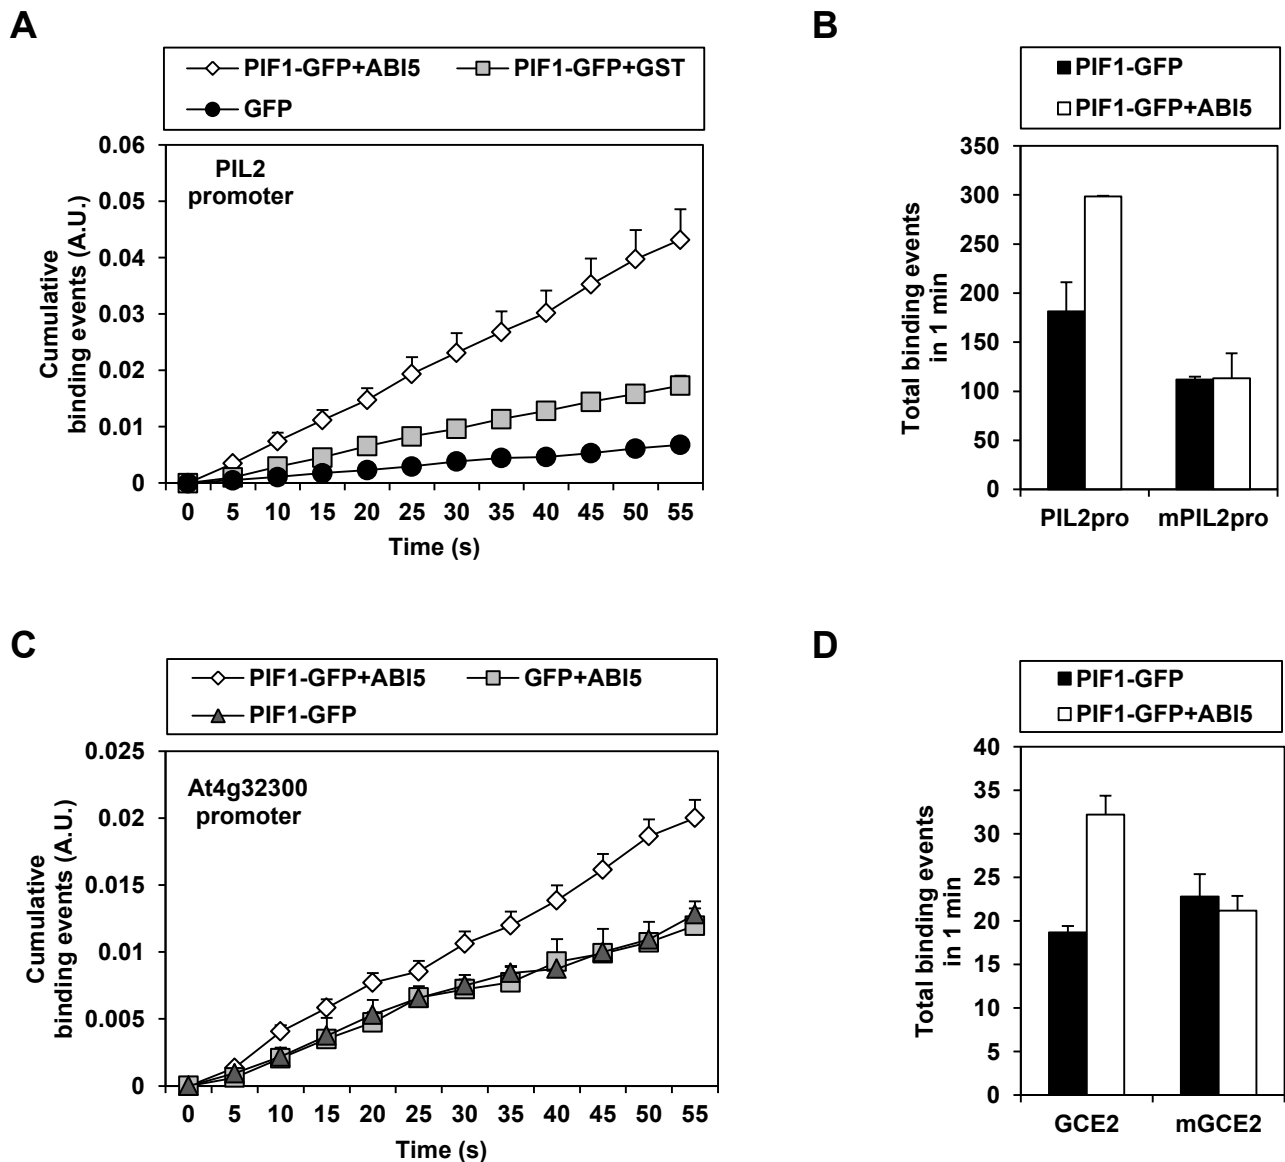 A
PIF1-GFP+ABI5 PIF1-GFP+GST
GFP
Cumulative
binding events (A.U.)
0.06
0.05
0.04
0.03
0.02
0.01
0
PIL2
promoter
0 5 10 15 20 25 30 35 40 45 50 55
Time (s)
B
PIF1-GFP
PIF1-GFP+ABI5
Total binding events
in 1 min
350
300
250
200
150
100
50
0
PIL2pro mPIL2pro
C
PIF1-GFP+ABI5 GFP+ABI5
PIF1-GFP
Cumulative
binding events (A.U.)
0.025
0.02
0.015
0.01
0.005
0
At4g32300
promoter
0 5 10 15 20 25 30 35 40 45 50 55
Time (s)
D
PIF1-GFP
PIF1-GFP+ABI5
Total binding events
in 1 min
40
35
30
25
20
15
10
5
0
GCE2 mGCE2